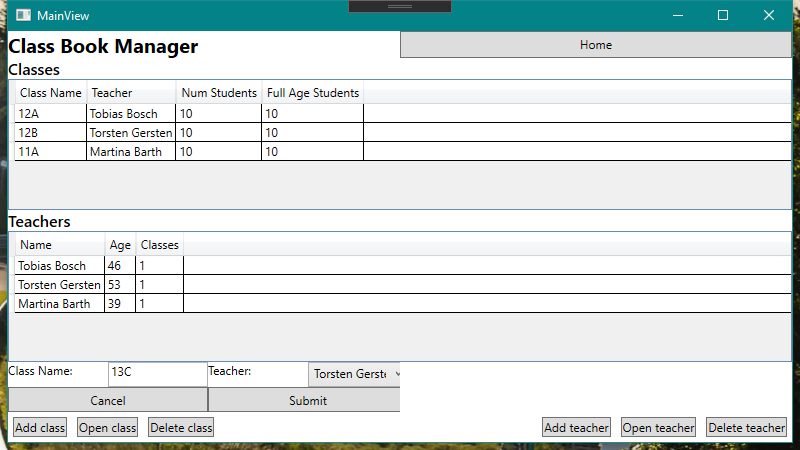 MainView
Class Book Manager
Home
Classes
Class Name Teacher Num Students Full Age Students
12A Tobias Bosch 10 10
12B Torsten Gersten 10 10
11A Martina Barth 10 10
Teachers
Name Age Classes
Tobias Bosch 46 1
Torsten Gersten 53 1
Martina Barth 39 1
Class Name: 13C Teacher: Torsten Gerste
Cancel Submit
Add class Open class Delete class Add teacher Open teacher Delete teacher